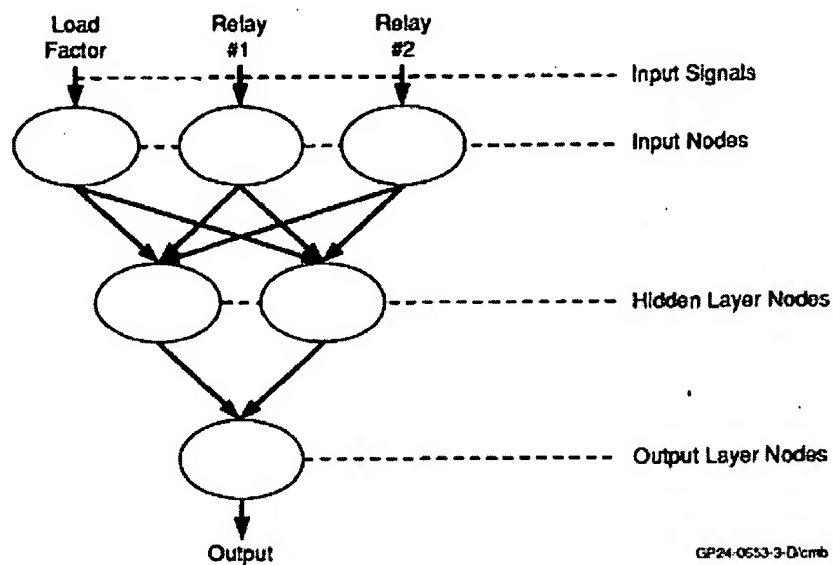 Load
Factor
Relay
#1
Relay
#2
Input Signals
Input Nodes
Hidden Layer Nodes
Output Layer Nodes
Output
GP24-0553-3-D/cmb